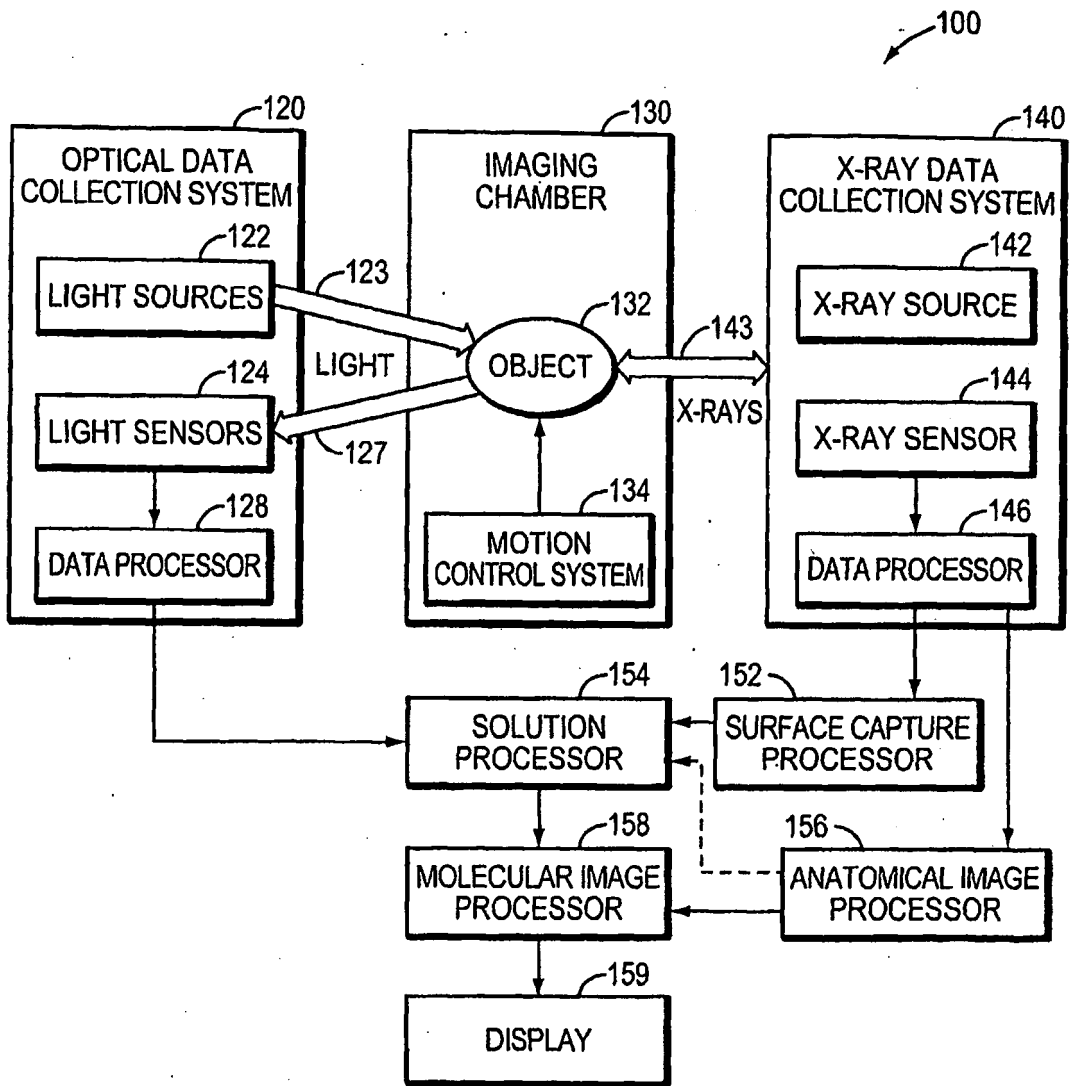 100
120
OPTICAL DATA
COLLECTION SYSTEM
122
LIGHT SOURCES
123
124
LIGHT SENSORS
LIGHT
127
128
DATA PROCESSOR
130
IMAGING
CHAMBER
132
OBJECT
134
MOTION
CONTROL SYSTEM
143
X-RAYS
140
X-RAY DATA
COLLECTION SYSTEM
142
X-RAY SOURCE
144
X-RAY SENSOR
146
DATA PROCESSOR
154
SOLUTION
PROCESSOR
152
SURFACE CAPTURE
PROCESSOR
158
MOLECULAR IMAGE
PROCESSOR
156
ANATOMICAL IMAGE
PROCESSOR
159
DISPLAY